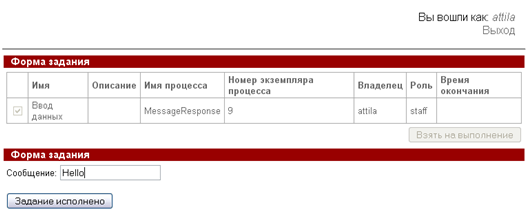 Вы вошли как: attila
Выход
Форма задания
Имя Описание Имя процесса Номер экземпляра процесса Владелец Роль Время окончания
Ввод данных MessageResponse 9 attila staff
Взять на выполнение
Форма задания
Сообщение: Hello
Задание исполнено